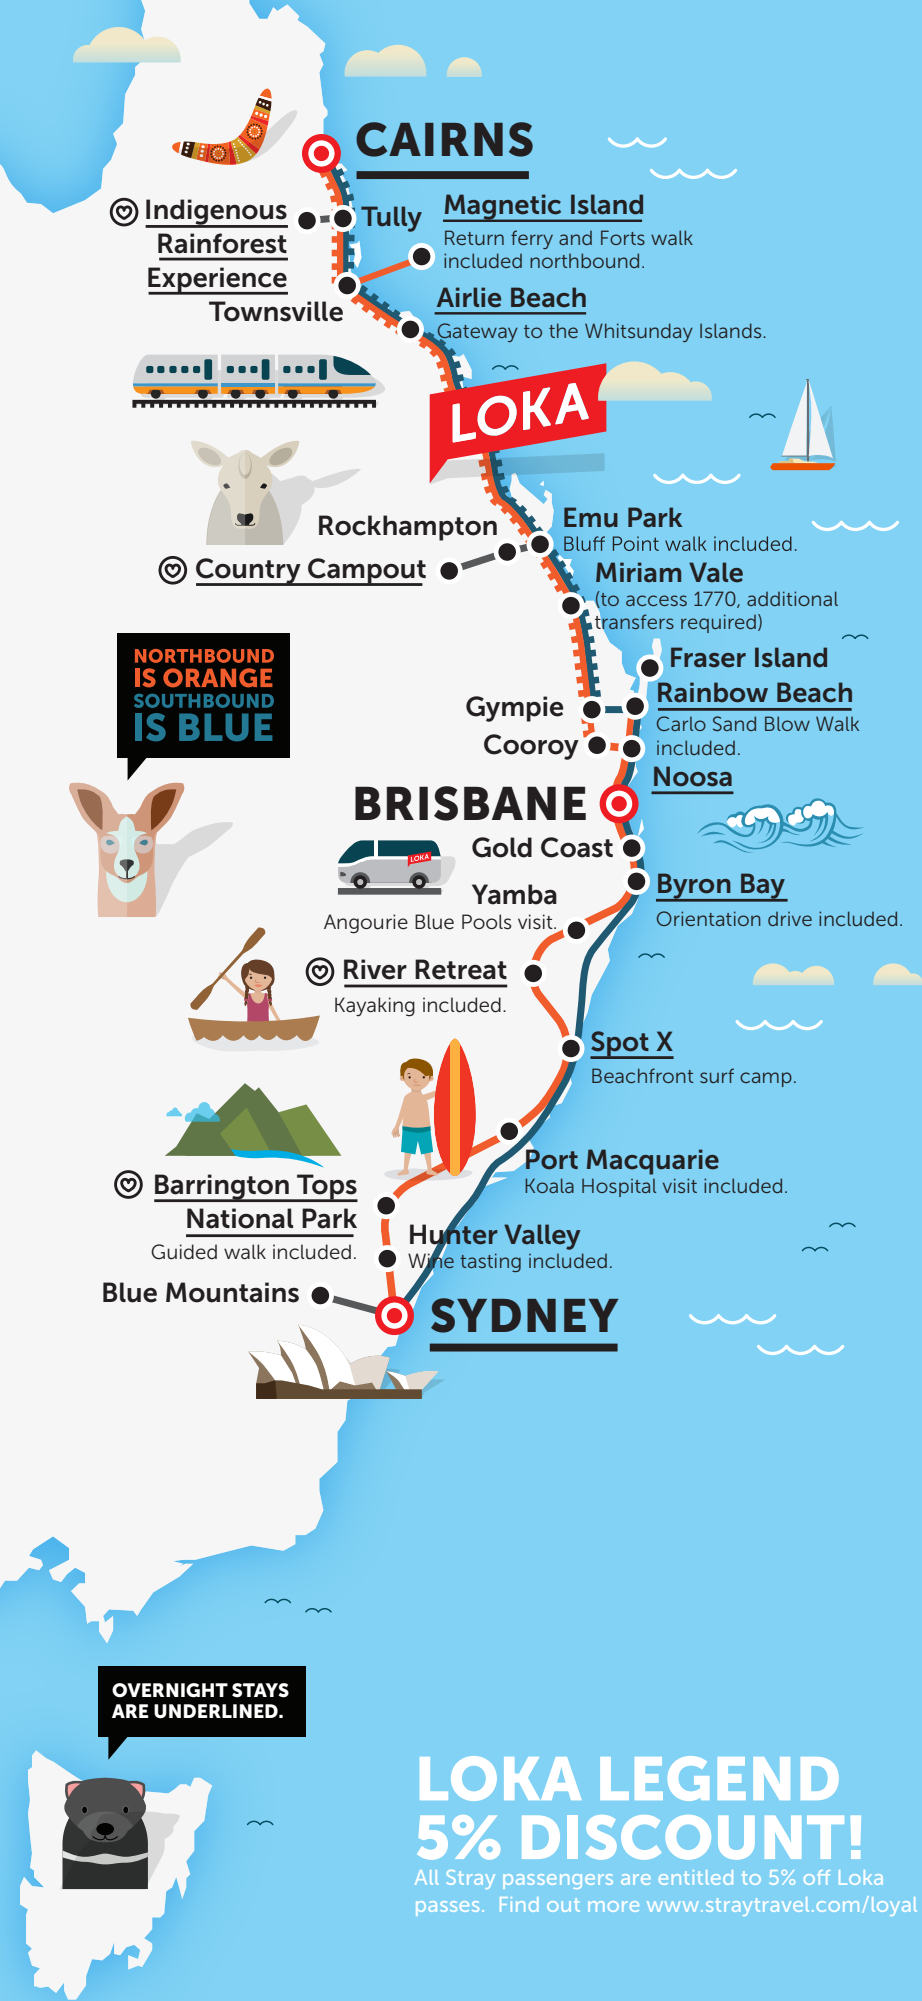 CAIRNS
Indigenous
Rainforest
Experience
Tully
Magnetic Island
Return ferry and Forts walk
included northbound.
Townsville
Airlie Beach
Gateway to the Whitsunday Islands.
LOKA
Rockhampton
Emu Park
Bluff Point walk included.
Country Campout
Miriam Vale
(to access 1770, additional
transfers required)
NORTHBOUND
IS ORANGE
SOUTHBOUND
IS BLUE
Fraser Island
Gympie
Rainbow Beach
Carlo Sand Blow Walk
included.
Cooroy
Noosa
BRISBANE
Gold Coast
LOKA
Yamba
Angourie Blue Pools visit.
Byron Bay
Orientation drive included.
River Retreat
Kayaking included.
Spot X
Beachfront surf camp.
Port Macquarie
Koala Hospital visit included.
Barrington Tops
National Park
Guided walk included.
Hunter Valley
Wine tasting included.
Blue Mountains
SYDNEY
OVERNIGHT STAYS
ARE UNDERLINED.
LOKA LEGEND
5% DISCOUNT!
All Stray passengers are entitled to 5% off Loka
passes. Find out more www.straytravel.com/loyal